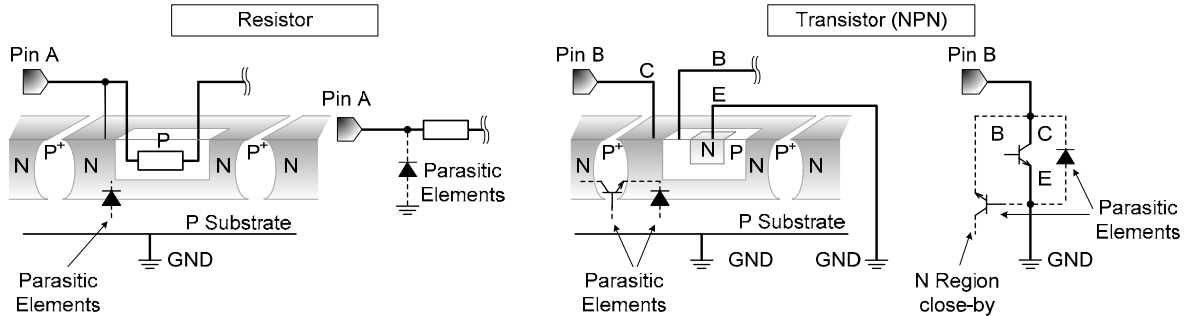 Resistor
Pin A
N
P⁺
N
P
N
P⁺
N
P Substrate
GND
Parasitic
Elements
Pin A
Parasitic
Elements
Transistor (NPN)
Pin B
C
B
E
N
P⁺
N
N
P
P⁺
N
P Substrate
GND
GND
Parasitic
Elements
Pin B
B
C
E
Parasitic
Elements
GND
N Region
close-by